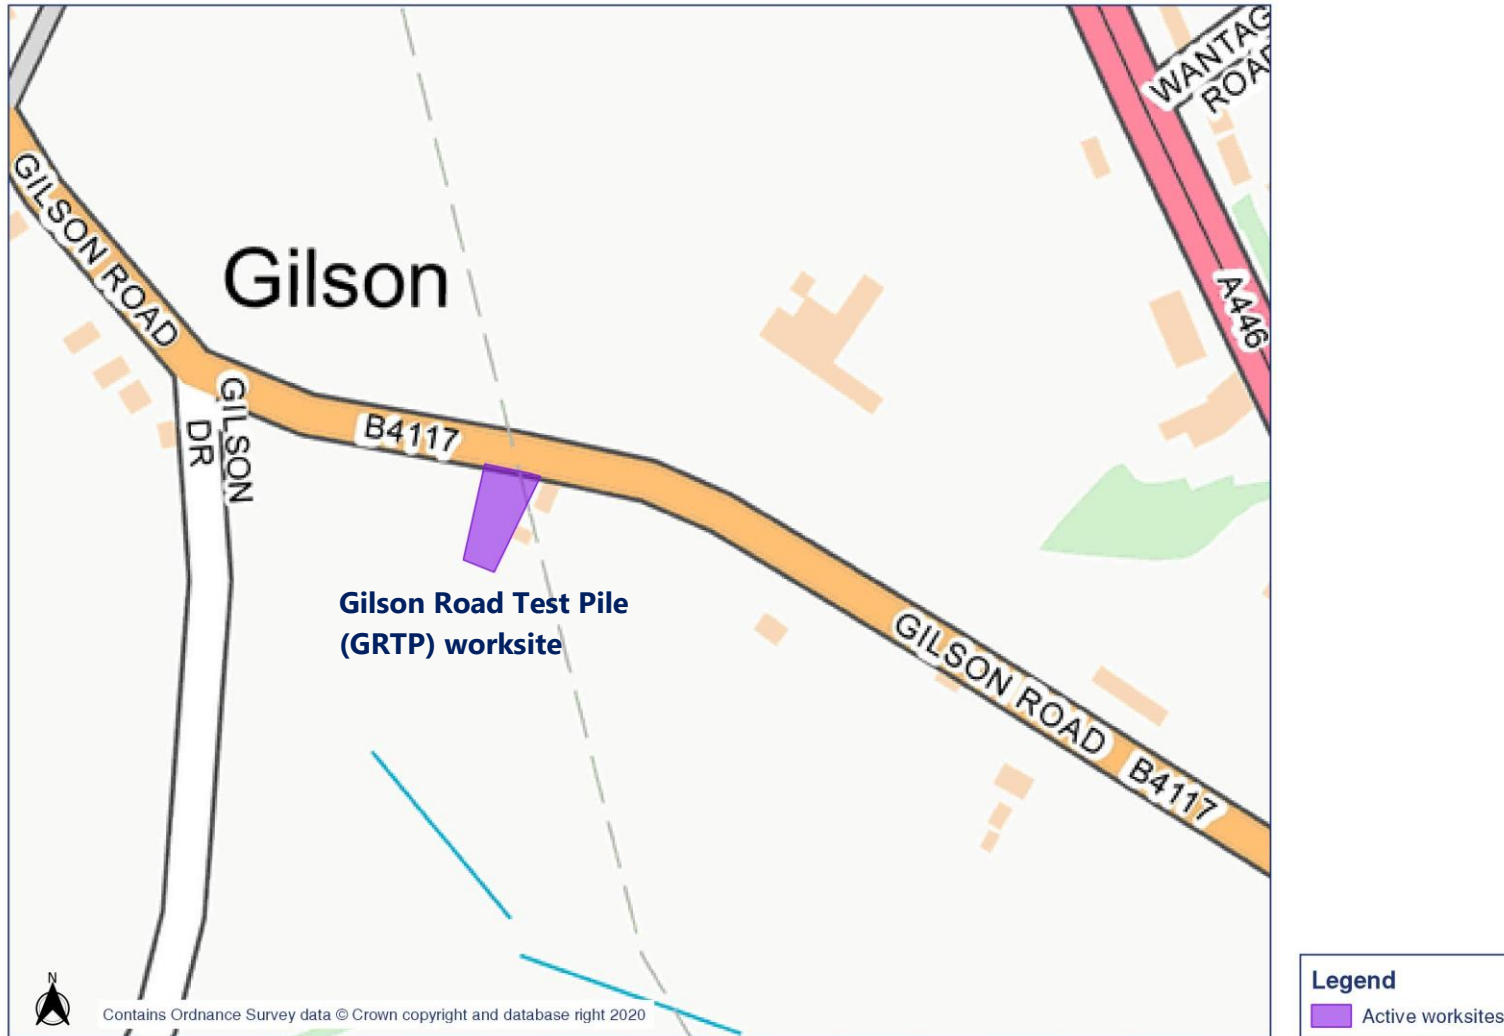 WANTAG
ROAD
GILSON ROAD
Gilson
A446
GILSON
DR
B4117
Gilson Road Test Pile
(GRTP) worksite
GILSON ROAD
B4117
N
Contains Ordnance Survey data © Crown copyright and database right 2020
Legend
Active worksites